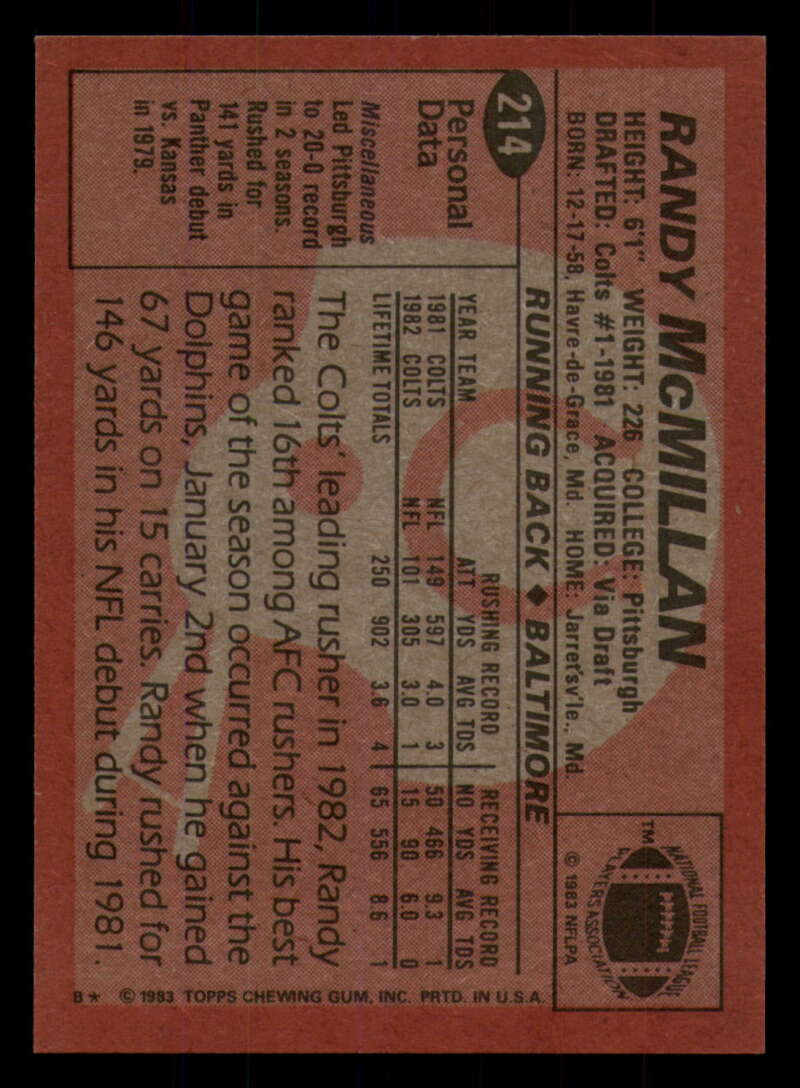 RANDY McMILLAN
HEIGHT: 6'1" WEIGHT: 226 COLLEGE: Pittsburgh
DRAFTED: Colts #1-1981 ACQUIRED: Via Draft
BORN: 12-17-58, Havre-de-Grace, Md. HOME: Jarretsv'le., Md.
NATIONAL FOOTBALL LEAGUE
PLAYERS ASSOCIATION
TM
© 1983 NFLPA
214
RUNNING BACK ♦ BALTIMORE
Personal
Data
Miscellaneous
Led Pittsburgh
to 20-0 record
in 2 seasons.
Rushed for
141 yards in
Panther debut
vs. Kansas
in 1979.
RUSHING RECORD RECEIVING RECORD
YEAR TEAM ATT YDS AVG TDS NO YDS AVG TDS
1981 COLTS NFL 149 597 4.0 3 50 466 9.3 1
1982 COLTS NFL 101 305 3.0 1 15 90 6.0 0
LIFETIME TOTALS 250 902 3.6 4 65 556 8.6 1
The Colts' leading rusher in 1982, Randy
ranked 16th among AFC rushers. His best
game of the season occurred against the
Dolphins, January 2nd when he gained
67 yards on 15 carries. Randy rushed for
146 yards in his NFL debut during 1981.
B* © 1983 TOPPS CHEWING GUM, INC. PRTD. IN U.S.A.